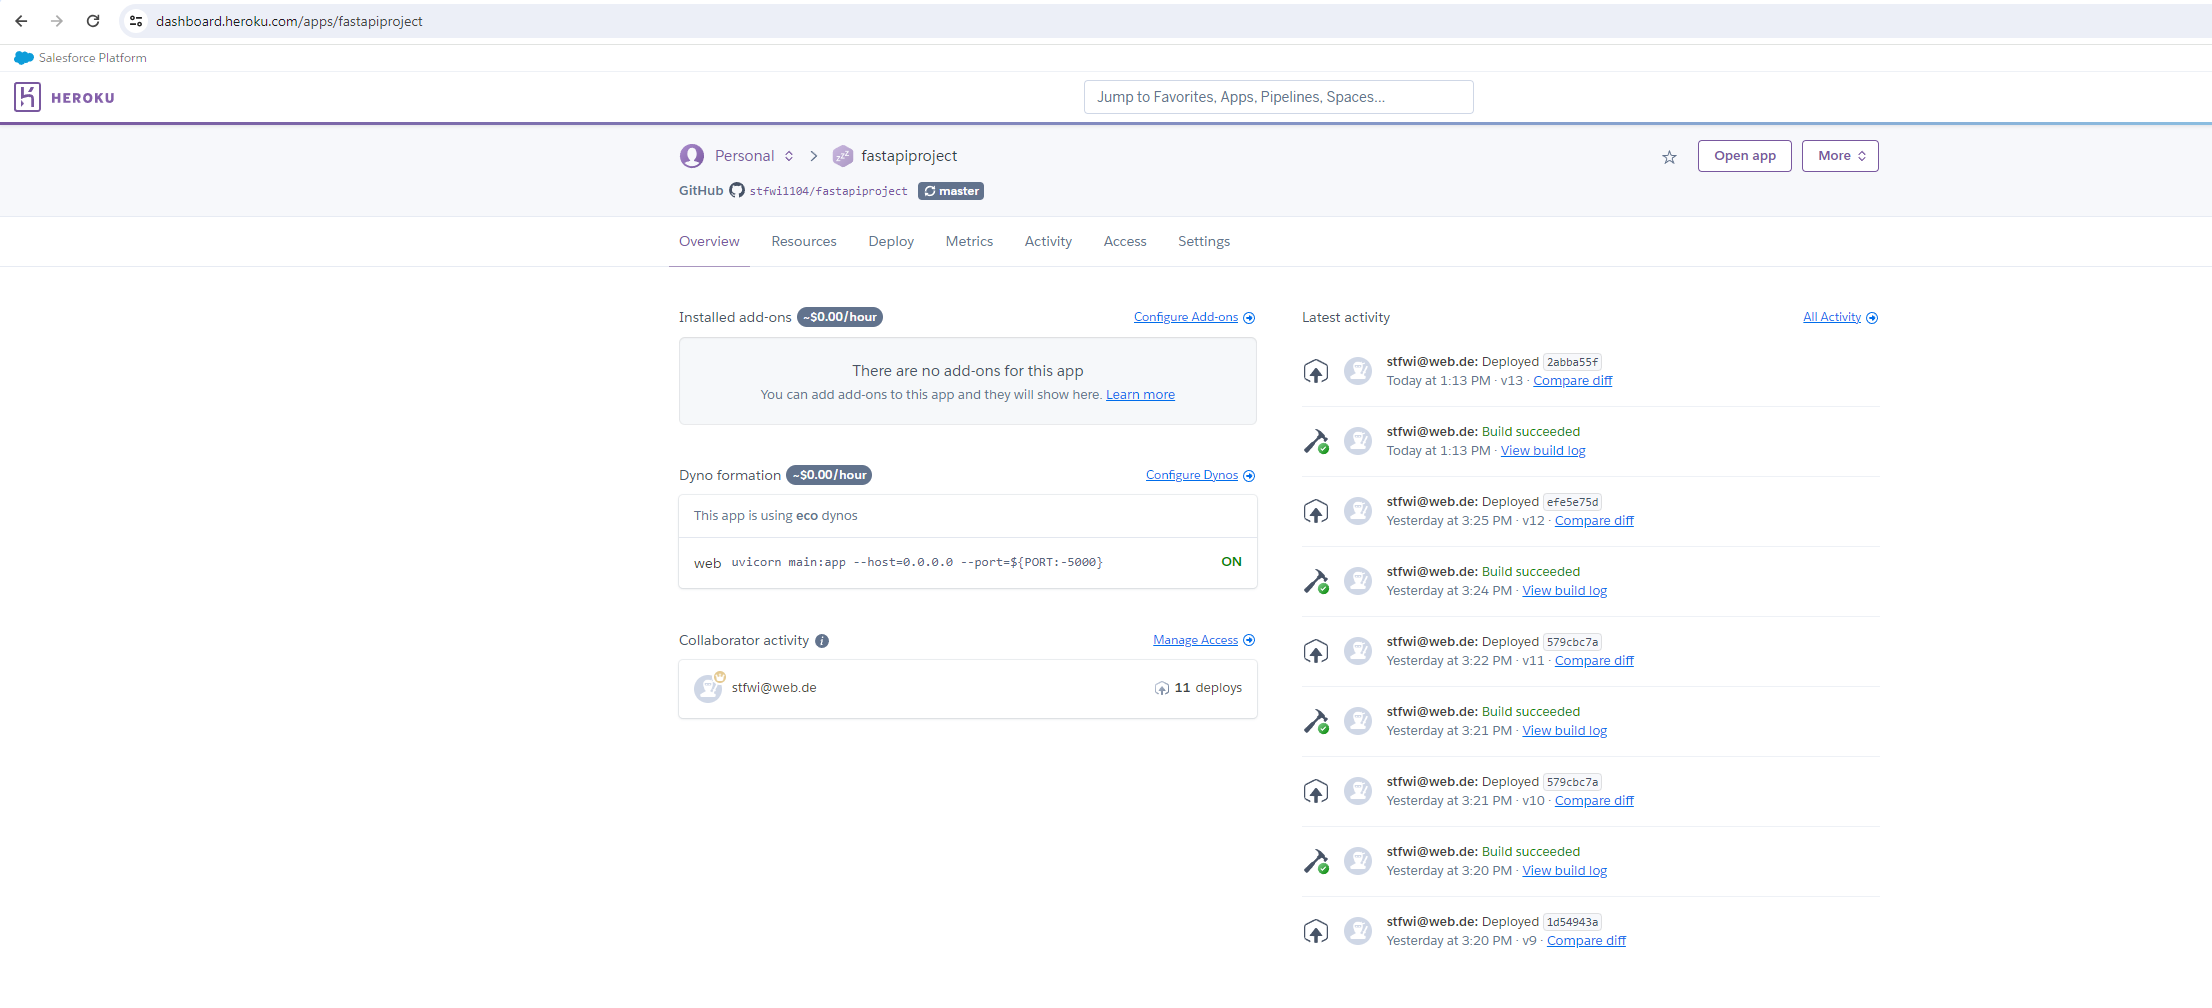 dashboard.heroku.com/apps/fastapiproject
Salesforce Platform
HEROKU
Jump to Favorites, Apps, Pipelines, Spaces...
Personal fastapiproject
Open app More
GitHub stfwi1104/fastapiproject master
Overview Resources Deploy Metrics Activity Access Settings
Installed add-ons ~$0.00/hour Configure Add-ons
There are no add-ons for this app
You can add add-ons to this app and they will show here. Learn more
Dyno formation ~$0.00/hour Configure Dynos
This app is using eco dynos
web uvicorn main:app --host=0.0.0.0 --port=${PORT:-5000} ON
Collaborator activity i Manage Access
stfwi@web.de 11 deploys
Latest activity All Activity
stfwi@web.de: Deployed 2abba55f
Today at 1:13 PM · v13 · Compare diff
stfwi@web.de: Build succeeded
Today at 1:13 PM · View build log
stfwi@web.de: Deployed efe5e75d
Yesterday at 3:25 PM · v12 · Compare diff
stfwi@web.de: Build succeeded
Yesterday at 3:24 PM · View build log
stfwi@web.de: Deployed 579cbc7a
Yesterday at 3:22 PM · v11 · Compare diff
stfwi@web.de: Build succeeded
Yesterday at 3:21 PM · View build log
stfwi@web.de: Deployed 579cbc7a
Yesterday at 3:21 PM · v10 · Compare diff
stfwi@web.de: Build succeeded
Yesterday at 3:20 PM · View build log
stfwi@web.de: Deployed 1d54943a
Yesterday at 3:20 PM · v9 · Compare diff